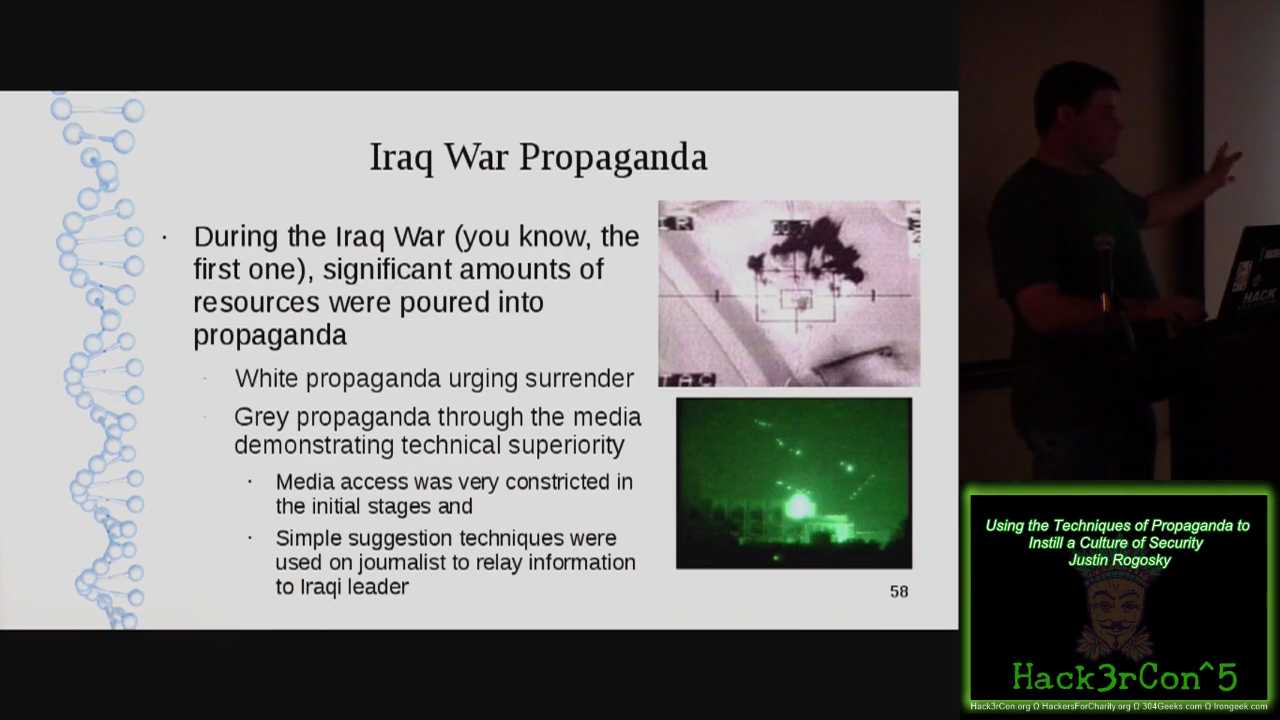 Iraq War Propaganda
During the Iraq War (you know, the
first one), significant amounts of
resources were poured into
propaganda
White propaganda urging surrender
Grey propaganda through the media
demonstrating technical superiority
Media access was very constricted in
the initial stages and
Simple suggestion techniques were
used on journalist to relay information
to Iraqi leader
58
HACK
Using the Techniques of Propaganda to
Instill a Culture of Security
Justin Rogosky
Hack3rCon^5
Hack3rCon.org Ω HackersForCharity.org Ω 304Geeks.com Ω Irongeek.com